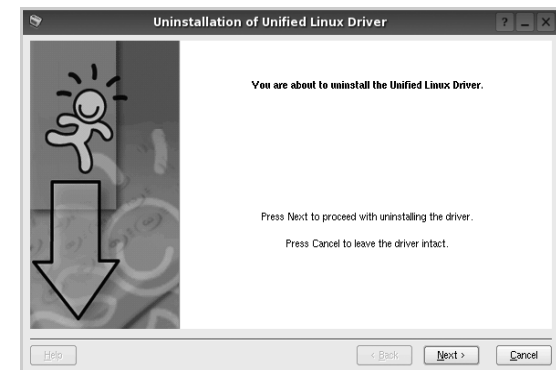 Uninstallation of Unified Linux Driver
You are about to uninstall the Unified Linux Driver.
Press Next to proceed with uninstalling the driver.
Press Cancel to leave the driver intact.
Help
< Back
Next >
Cancel